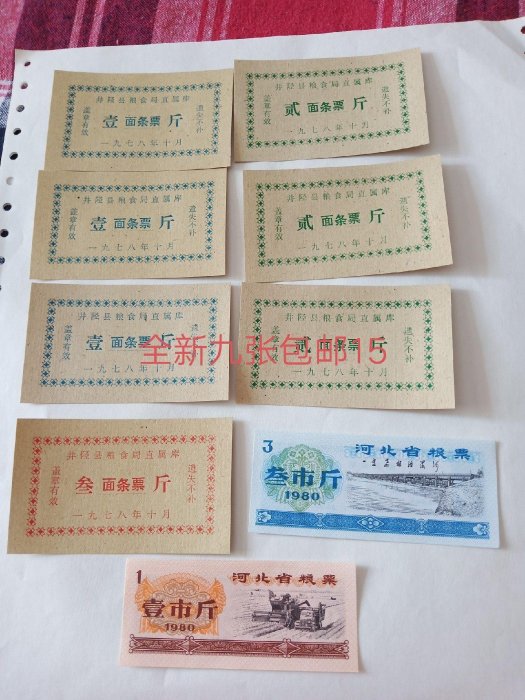 井陉县粮食局直属库
盖章有效
壹 面条票 斤
遗失不补
一九七八年十月
井陉县粮食局直属库
盖章有效
贰 面条票 斤
遗失不补
一九七八年十月
井陉县粮食局直属库
盖章有效
壹 面条票 斤
遗失不补
一九七八年十月
井陉县粮食局直属库
盖章有效
贰 面条票 斤
遗失不补
一九七八年十月
井陉县粮食局直属库
盖章有效
壹 面条票 斤
一九七八年十月
井陉县粮食局直属库
盖章有效
贰 面条票 斤
遗失不补
一九七八年十月
全新九张包邮15
井陉县粮食局直属库
盖章有效
叁 面条票 斤
遗失不补
一九七八年十月
3
河北省粮票
叁市斤
1980
1
河北省粮票
壹市斤
1980